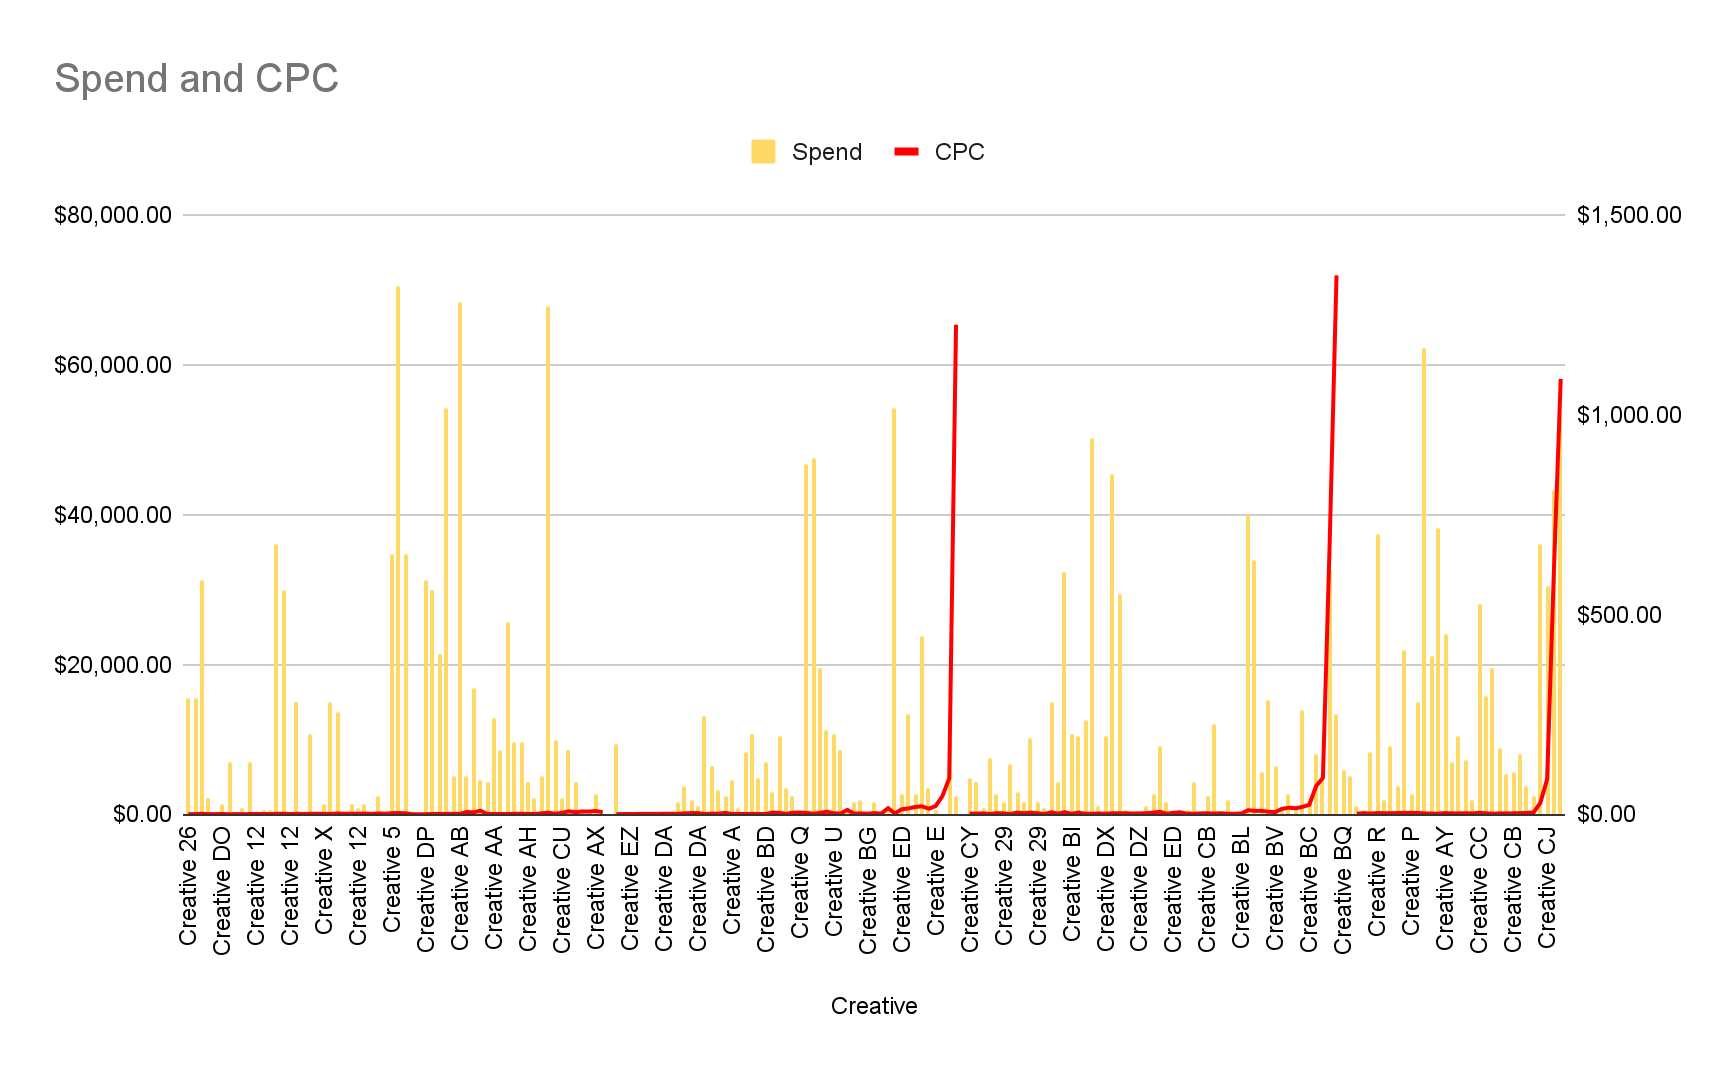 Spend and CPC
Spend CPC
$80,000.00 $1,500.00
$60,000.00
$1,000.00
$40,000.00
$500.00
$20,000.00
$0.00 $0.00
Creative 26
Creative DO
Creative 12
Creative 12
Creative X
Creative 12
Creative 5
Creative DP
Creative AB
Creative AA
Creative AH
Creative CU
Creative AX
Creative EZ
Creative DA
Creative DA
Creative A
Creative BD
Creative Q
Creative U
Creative BG
Creative ED
Creative E
Creative CY
Creative 29
Creative 29
Creative BI
Creative DX
Creative DZ
Creative ED
Creative CB
Creative BL
Creative BV
Creative BC
Creative BQ
Creative R
Creative P
Creative AY
Creative CC
Creative CB
Creative CJ
Creative